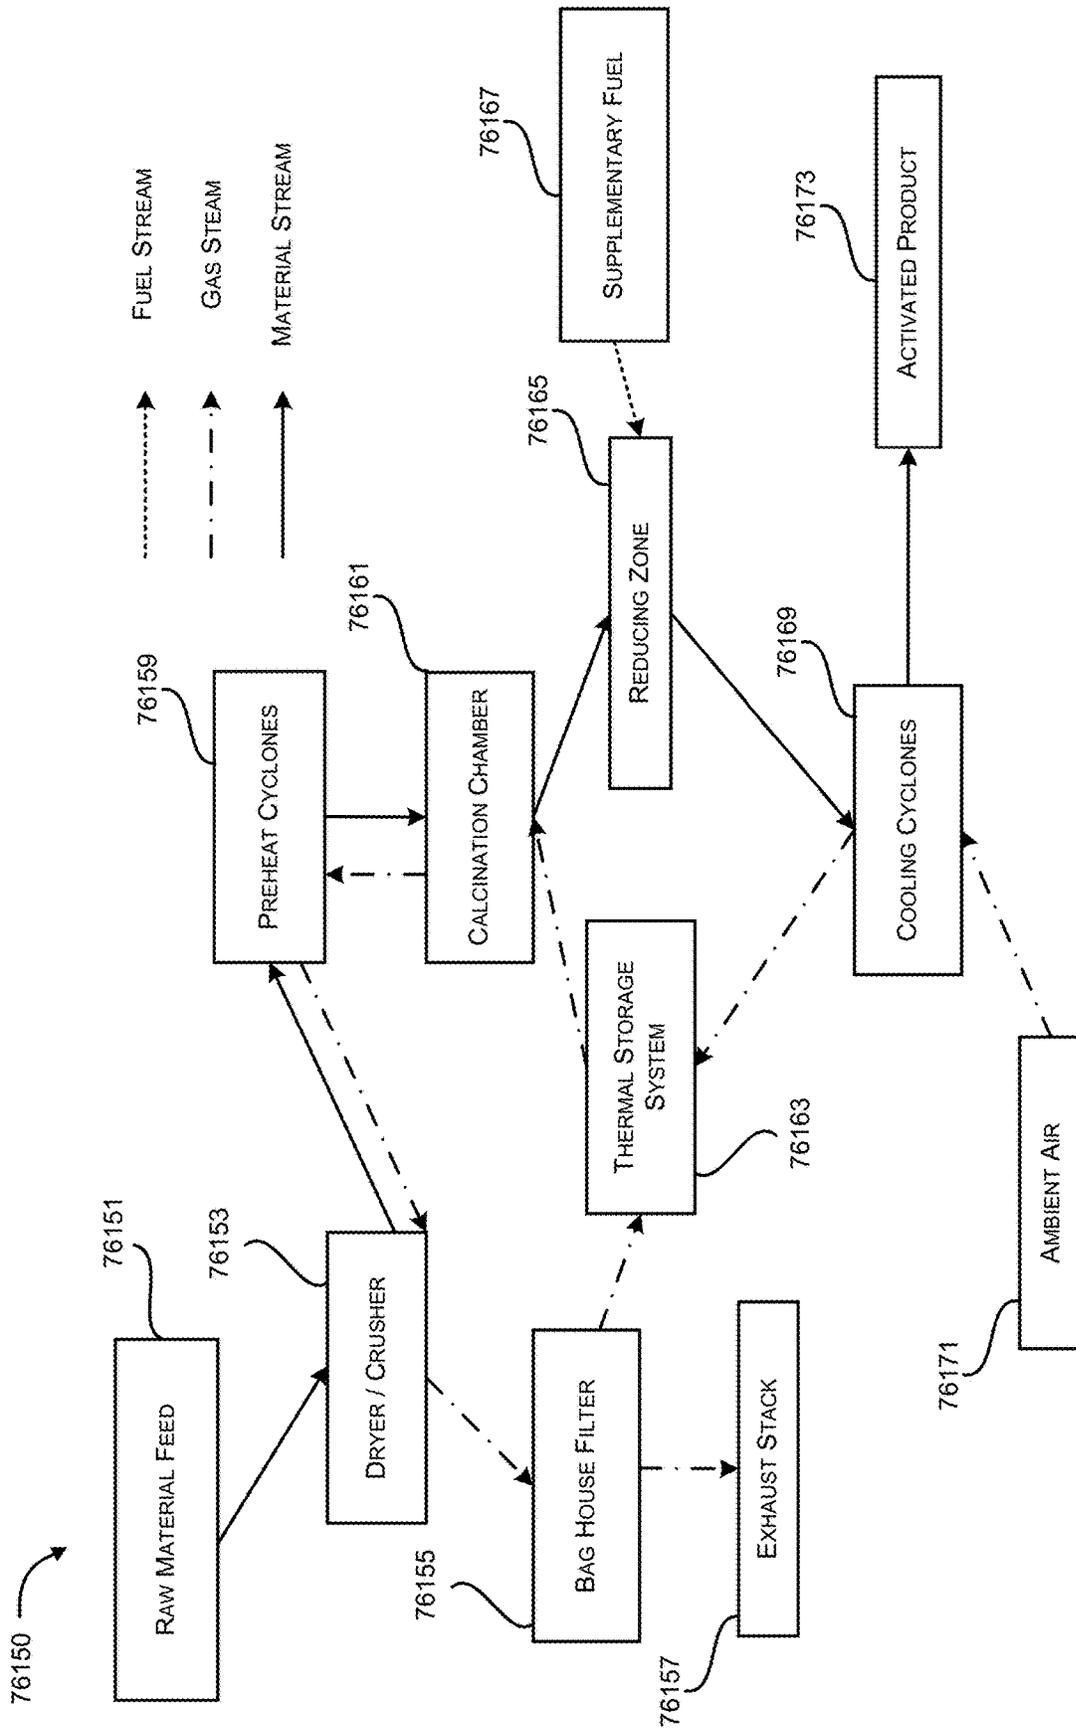 76150
76151
RAW MATERIAL FEED
76159
FUEL STREAM
GAS STEAM
MATERIAL STREAM
76153
PREHEAT CYCLONES
DRYER / CRUSHER
76161
CALCINATION CHAMBER
76155
BAG HOUSE FILTER
76165
76167
THERMAL STORAGE
SYSTEM
REDUCING ZONE
SUPPLEMENTARY FUEL
76157
EXHAUST STACK
76163
76169
76173
COOLING CYCLONES
ACTIVATED PRODUCT
76171
AMBIENT AIR